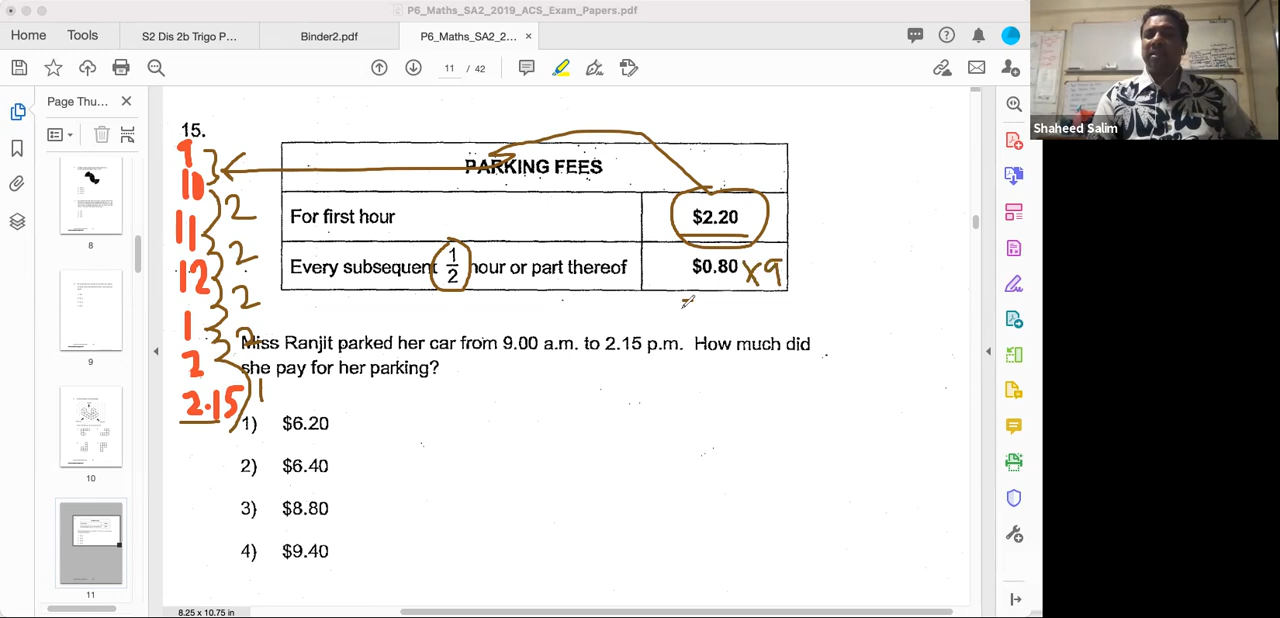 P6_Maths_SA2_2019_ACS_Exam_Papers.pdf
Home
Tools
S2 Dis 2b Trigo P...
Binder2.pdf
P6_Maths_SA2_2...
11 / 42
Page Thu...
8
9
10
11
15.
9
10
11
12
1
2
2.15
2
2
2
2
1
PARKING FEES
For first hour
$2.20
Every subsequent 1/2 hour or part thereof
$0.80 x9
Miss Ranjit parked her car from 9.00 a.m. to 2.15 p.m. How much did
she pay for her parking?
1) $6.20
2) $6.40
3) $8.80
4) $9.40
8.25 x 10.75 in
Shaheed Salim